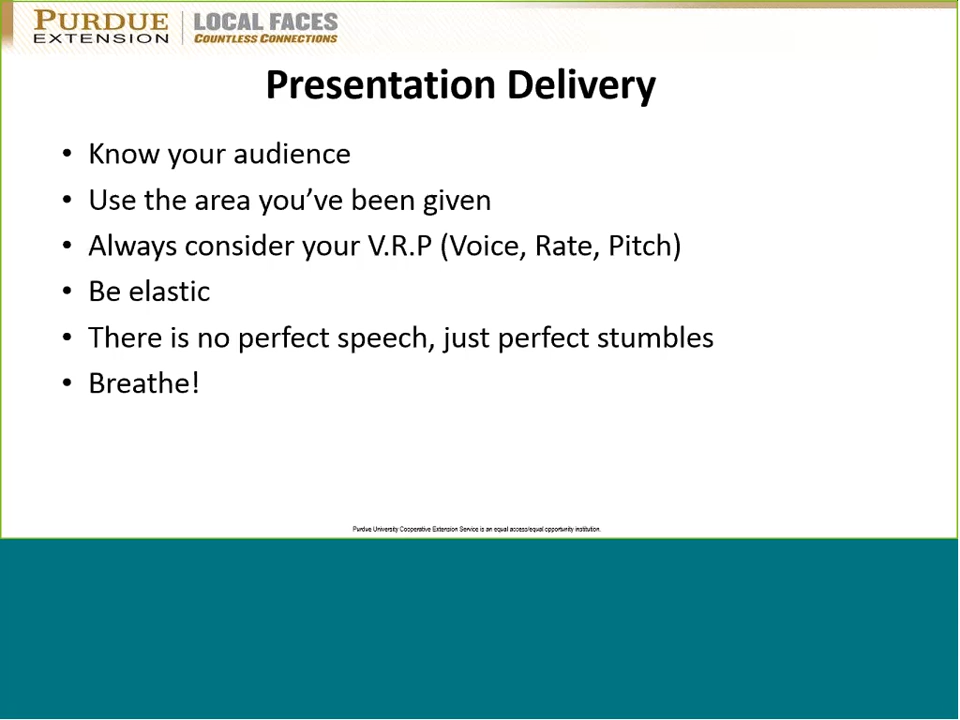 PURDUE
EXTENSION
LOCAL FACES
COUNTLESS CONNECTIONS
Presentation Delivery
• Know your audience
• Use the area you’ve been given
• Always consider your V.R.P (Voice, Rate, Pitch)
• Be elastic
• There is no perfect speech, just perfect stumbles
• Breathe!
Purdue University Cooperative Extension Service is an equal access/equal opportunity institution.